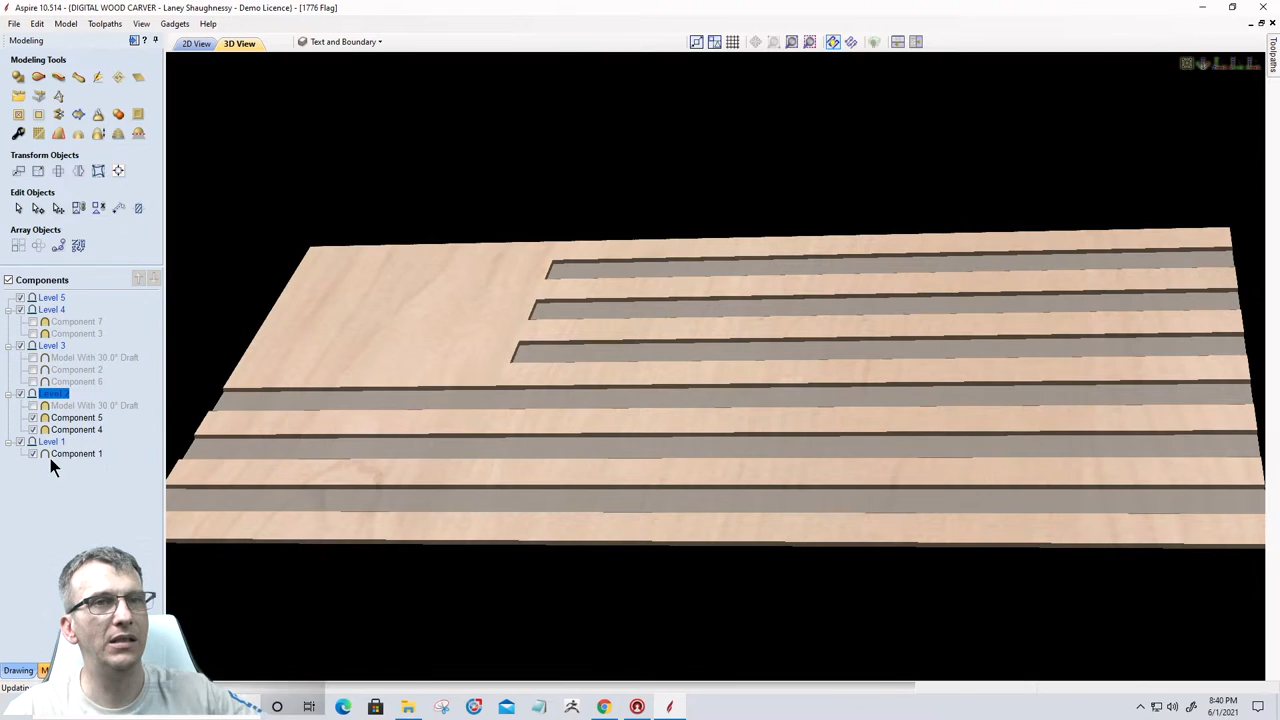 Aspire 10.514 - {DIGITAL WOOD CARVER - Laney Shaughnessy - Demo Licence} - [1776 Flag]
File Edit Model Toolpaths View Gadgets Help
Modeling ? 2D View 3D View Text and Boundary
Toolpaths
Modeling Tools
Transform Objects
Edit Objects
Array Objects
Components
Level 5
Level 4
Component 7
Component 3
Level 3
Model With 30.0° Draft
Component 2
Component 6
Level 2
Model With 30.0° Draft
Component 5
Component 4
Level 1
Component 1
Drawing
8:40 PM
6/1/2021